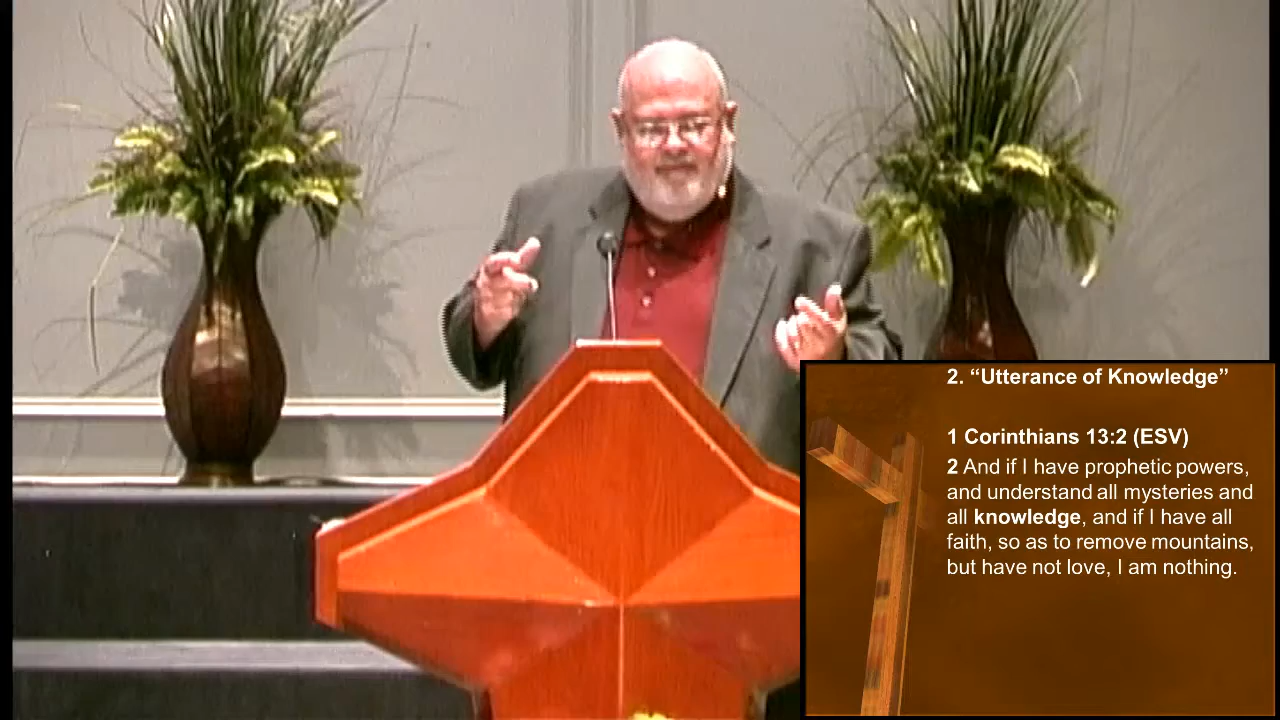 2. “Utterance of Knowledge”
1 Corinthians 13:2 (ESV)
2 And if I have prophetic powers,
and understand all mysteries and
all knowledge, and if I have all
faith, so as to remove mountains,
but have not love, I am nothing.